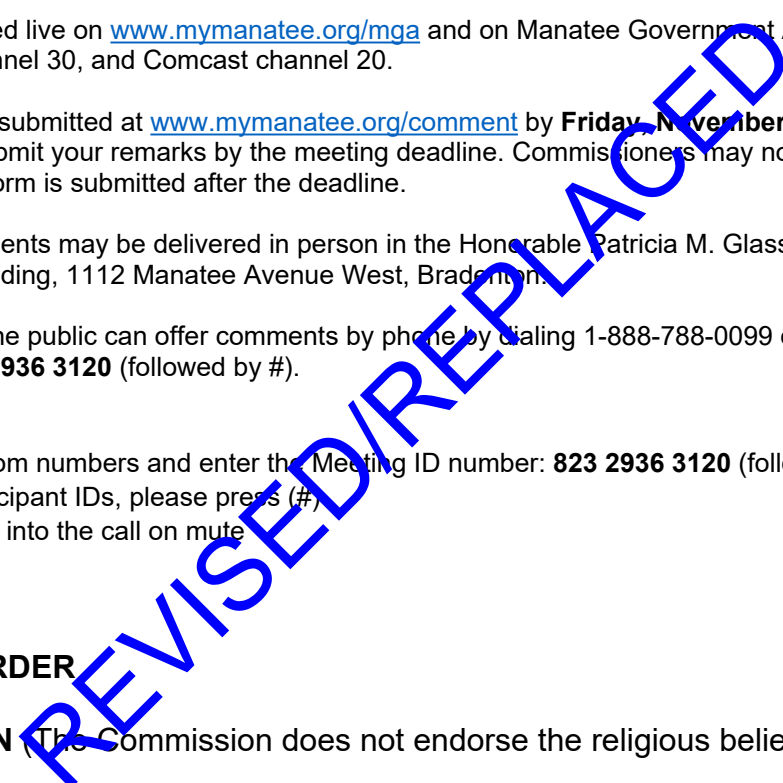 ed live on www.mymanatee.org/mga and on Manatee Government
nnel 30, and Comcast channel 20.
submitted at www.mymanatee.org/comment by Friday, November
omit your remarks by the meeting deadline. Commissioners may no
orm is submitted after the deadline.
ents may be delivered in person in the Honorable Patricia M. Glass
ding, 1112 Manatee Avenue West, Bradenton.
he public can offer comments by phone by dialing 1-888-788-0099
936 3120 (followed by #).
om numbers and enter the Meeting ID number: 823 2936 3120 (foll
cipant IDs, please press (#)
into the call on mute
RDER
N (The Commission does not endorse the religious belie
REVISED/REPLACED